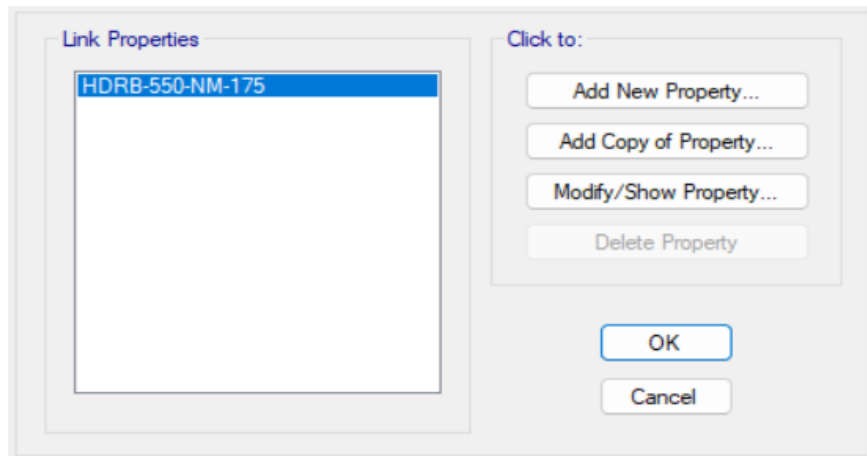 Link Properties
HDRB-550-NM-175
Click to:
Add New Property...
Add Copy of Property...
Modify/Show Property...
Delete Property
OK
Cancel